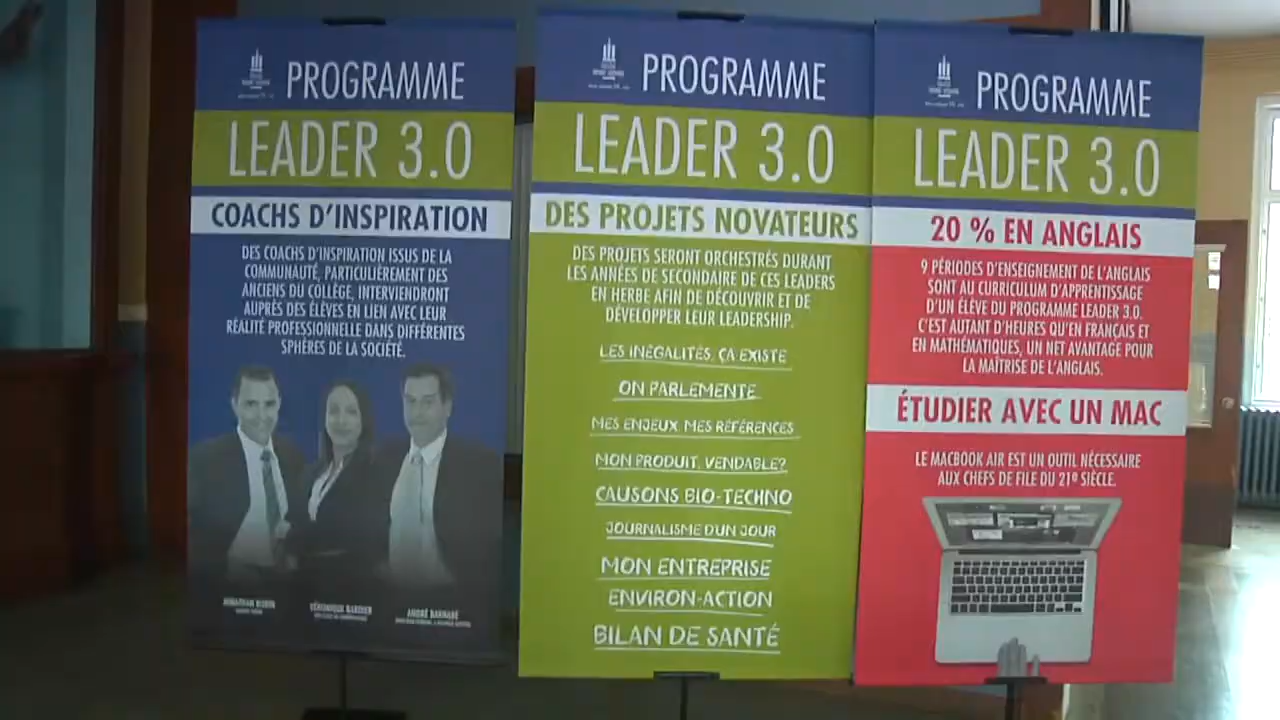 PROGRAMME
LEADER 3.0
COACHS D'INSPIRATION
DES COACHS D'INSPIRATION ISSUS DE LA
COMMUNAUTÉ, PARTICULIÈREMENT DES
ANCIENS DU COLLÈGE, INTERVIENDRONT
AUPRÈS DES ÉLÈVES EN LIEN AVEC LEUR
RÉALITÉ PROFESSIONNELLE DANS DIFFÉRENTES
SPHÈRES DE LA SOCIÉTÉ.
PROGRAMME
LEADER 3.0
DES PROJETS NOVATEURS
DES PROJETS SERONT ORCHESTRÉS DURANT
LES ANNÉES DE SECONDAIRE DE CES LEADERS
EN HERBE AFIN DE DÉCOUVRIR ET DE
DÉVELOPPER LEUR LEADERSHIP.
LES INÉGALITÉS, ÇA EXISTE
ON PARLEMENTE
MES ENJEUX, MES RÉFÉRENCES
MON PRODUIT, VENDABLE?
CAUSONS BIO-TECHNO
JOURNALISME D'UN JOUR
MON ENTREPRISE
ENVIRON-ACTION
BILAN DE SANTÉ
PROGRAMME
LEADER 3.0
20 % EN ANGLAIS
9 PÉRIODES D'ENSEIGNEMENT DE L'ANGLAIS
SONT AU CURRICULUM D'APPRENTISSAGE
D'UN ÉLÈVE DU PROGRAMME LEADER 3.0.
C'EST AUTANT D'HEURES QU'EN FRANÇAIS ET
EN MATHÉMATIQUES, UN NET AVANTAGE POUR
LA MAÎTRISE DE L'ANGLAIS.
ÉTUDIER AVEC UN MAC
LE MACBOOK AIR EST UN OUTIL NÉCESSAIRE
AUX CHEFS DE FILE DU 21e SIÈCLE.